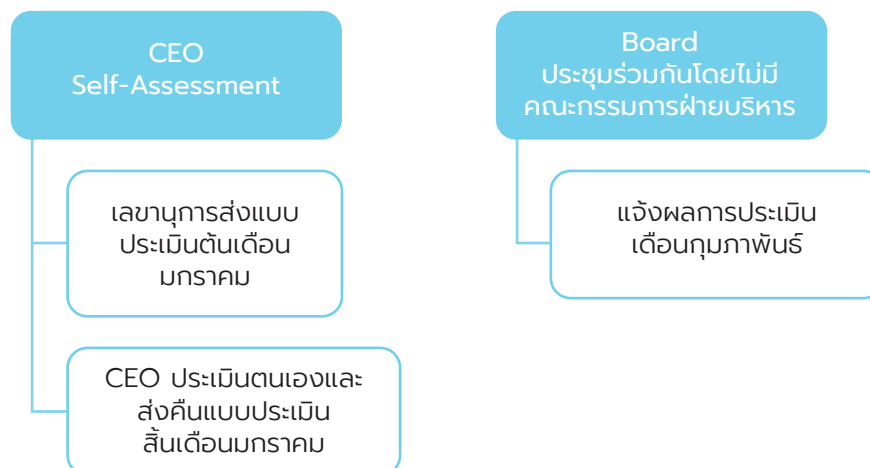 CEO
Self-Assessment
เลขานุการส่งแบบ
ประเมินต้นเดือน
มกราคม
CEO ประเมินตนเองและ
ส่งคืนแบบประเมิน
สิ้นเดือนมกราคม
Board
ประชุมร่วมกันโดยไม่มี
คณะกรรมการฝ่ายบริหาร
แจ้งผลการประเมิน
เดือนกุมภาพันธ์